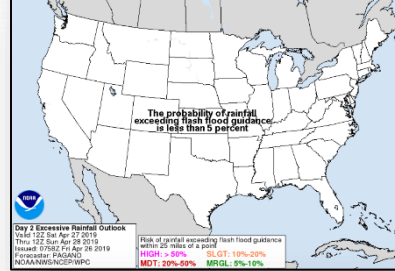 The probability of rainfall
exceeding flash flood guidance
is less than 5 percent
NOAA
Day 2 Excessive Rainfall Outlook
Valid 12Z Sat Apr 27 2019
Thru 12Z Sun Apr 28 2019
Issued: 0758Z Fri Apr 26 2019
Forecaster: PAGANO
NOAA/NWS/NCEP/WPC
Risk of rainfall exceeding flash flood guidance
within 25 miles of a point
HIGH: > 50% SLGT: 10%-20%
MDT: 20%-50% MRGL: 5%-10%